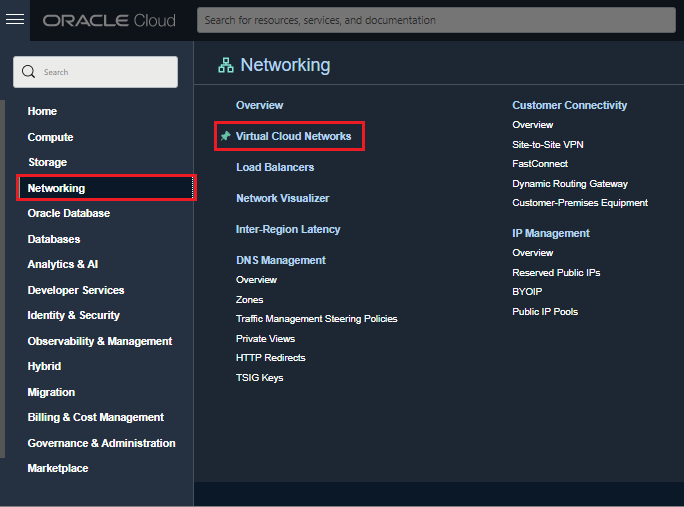 ORACLE Cloud
Search for resources, services, and documentation
Search
Home
Compute
Storage
Networking
Oracle Database
Databases
Analytics & AI
Developer Services
Identity & Security
Observability & Management
Hybrid
Migration
Billing & Cost Management
Governance & Administration
Marketplace
Networking
Overview
Virtual Cloud Networks
Load Balancers
Network Visualizer
Inter-Region Latency
DNS Management
Overview
Zones
Traffic Management Steering Policies
Private Views
HTTP Redirects
TSIG Keys
Customer Connectivity
Overview
Site-to-Site VPN
FastConnect
Dynamic Routing Gateway
Customer-Premises Equipment
IP Management
Overview
Reserved Public IPs
BYOIP
Public IP Pools